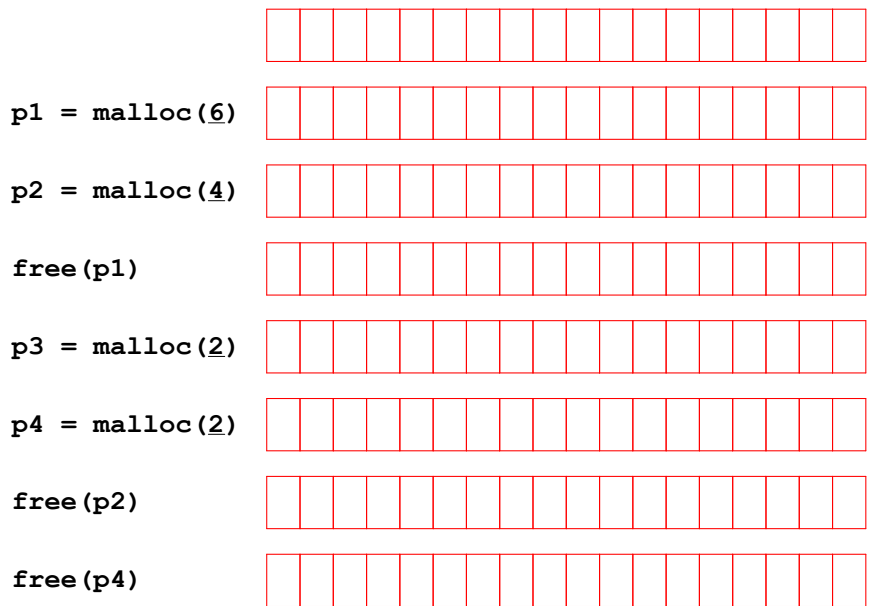 p1 = malloc(6)
p2 = malloc(4)
free(p1)
p3 = malloc(2)
p4 = malloc(2)
free(p2)
free(p4)